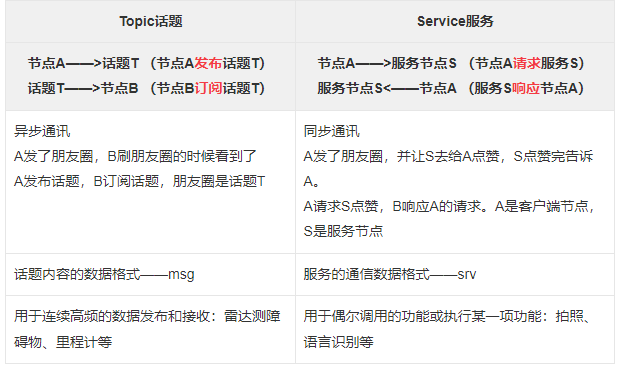 Topic话题
Service服务
节点A——>话题T （节点A发布话题T）
话题T——>节点B （节点B订阅话题T）
节点A——>服务节点S （节点A请求服务S）
服务节点S<——节点A （服务S响应节点A）
异步通讯
A发了朋友圈，B刷朋友圈的时候看到了
A发布话题，B订阅话题，朋友圈是话题T
同步通讯
A发了朋友圈，并让S去给A点赞，S点赞完告诉
A。
A请求S点赞，B响应A的请求。A是客户端节点，
S是服务节点
话题内容的数据格式——msg
服务的通信数据格式——srv
用于连续高频的数据发布和接收：雷达测障
碍物、里程计等
用于偶尔调用的功能或执行某一项功能：拍照、
语言识别等